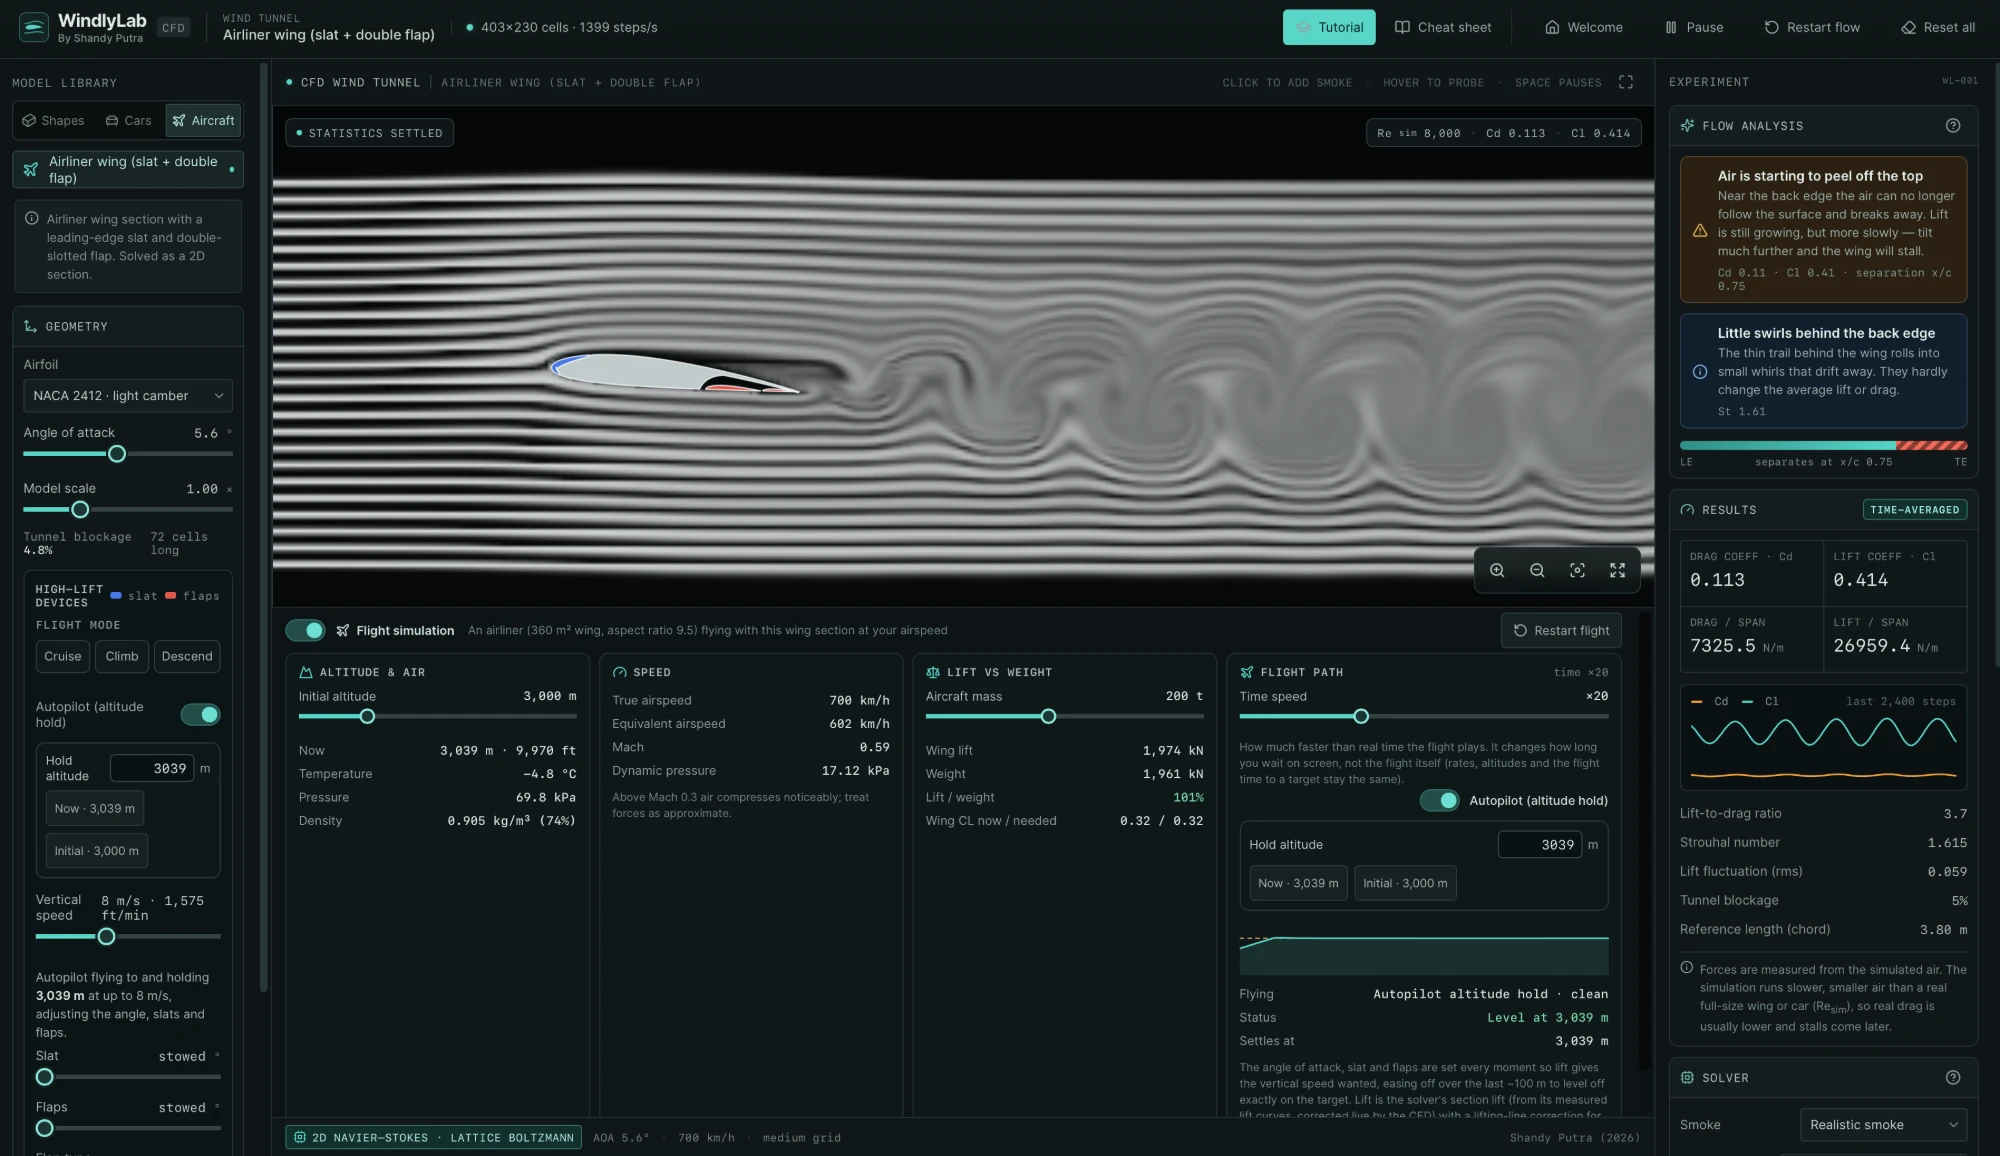 WindlyLab
By Shandy Putra
CFD
WIND TUNNEL
Airliner wing (slat + double flap)
403×230 cells · 1399 steps/s
Tutorial
Cheat sheet
Welcome
Pause
Restart flow
Reset all
MODEL LIBRARY
Shapes
Cars
Aircraft
Airliner wing (slat + double
flap)
Airliner wing section with a
leading-edge slat and double-
slotted flap. Solved as a 2D
section.
GEOMETRY
Airfoil
NACA 2412 · light camber
Angle of attack 5.6 °
Model scale 1.00 ×
Tunnel blockage 72 cells
4.8% long
HIGH-LIFT
DEVICES
slat flaps
FLIGHT MODE
Cruise
Climb
Descend
Autopilot (altitude
hold)
Hold
altitude
3039 m
Now · 3,039 m
Initial · 3,000 m
Vertical 8 m/s · 1,575
speed ft/min
Autopilot flying to and holding
3,039 m at up to 8 m/s,
adjusting the angle, slats and
flaps.
Slat stowed °
Flaps stowed °
CFD WIND TUNNEL
AIRLINER WING (SLAT + DOUBLE FLAP)
CLICK TO ADD SMOKE · HOVER TO PROBE · SPACE PAUSES
STATISTICS SETTLED
Re sim 8,000 · Cd 0.113 · Cl 0.414
Flight simulation
An airliner (360 m² wing, aspect ratio 9.5) flying with this wing section at your airspeed
Restart flight
ALTITUDE & AIR
Initial altitude 3,000 m
Now 3,039 m · 9,970 ft
Temperature −4.8 °C
Pressure 69.8 kPa
Density 0.905 kg/m³ (74%)
SPEED
True airspeed 700 km/h
Equivalent airspeed 602 km/h
Mach 0.59
Dynamic pressure 17.12 kPa
Above Mach 0.3 air compresses noticeably; treat
forces as approximate.
LIFT VS WEIGHT
Aircraft mass 200 t
Wing lift 1,974 kN
Weight 1,961 kN
Lift / weight 101%
Wing CL now / needed 0.32 / 0.32
FLIGHT PATH time ×20
Time speed ×20
How much faster than real time the flight plays. It changes how long
you wait on screen, not the flight itself (rates, altitudes and the flight
time to a target stay the same).
Autopilot (altitude hold)
Hold altitude 3039 m
Now · 3,039 m
Initial · 3,000 m
Flying Autopilot altitude hold · clean
Status Level at 3,039 m
Settles at 3,039 m
The angle of attack, slat and flaps are set every moment so lift gives
the vertical speed wanted, easing off over the last ~100 m to level off
exactly on the target. Lift is the solver's section lift (from its measured
lift curves, corrected live by the CFD) with a lifting-line correction for
2D NAVIER–STOKES · LATTICE BOLTZMANN
AOA 5.6° · 700 km/h · medium grid
Shandy Putra (2026)
EXPERIMENT WL-001
FLOW ANALYSIS
Air is starting to peel off the top
Near the back edge the air can no longer
follow the surface and breaks away. Lift
is still growing, but more slowly — tilt
much further and the wing will stall.
Cd 0.11 · Cl 0.41 · separation x/c
0.75
Little swirls behind the back edge
The thin trail behind the wing rolls into
small whirls that drift away. They hardly
change the average lift or drag.
St 1.61
LE separates at x/c 0.75 TE
RESULTS
TIME-AVERAGED
DRAG COEFF · Cd
0.113
LIFT COEFF · Cl
0.414
DRAG / SPAN
7325.5 N/m
LIFT / SPAN
26959.4 N/m
Cd Cl last 2,400 steps
Lift-to-drag ratio 3.7
Strouhal number 1.615
Lift fluctuation (rms) 0.059
Tunnel blockage 5%
Reference length (chord) 3.80 m
Forces are measured from the simulated air. The
simulation runs slower, smaller air than a real
full-size wing or car (Resim), so real drag is
usually lower and stalls come later.
SOLVER
Smoke Realistic smoke